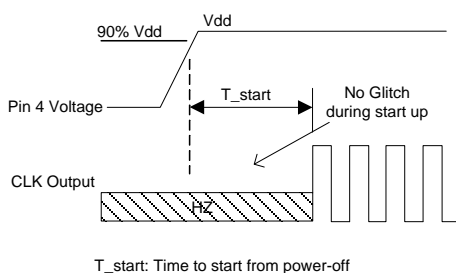 Vdd
90% Vdd
T_start
No Glitch
during start up
Pin 4 Voltage
CLK Output
HZ
T_start: Time to start from power-off